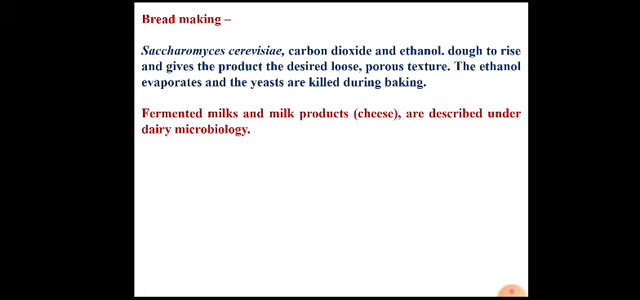 Bread making –
Saccharomyces cerevisiae, carbon dioxide and ethanol. dough to rise
and gives the product the desired loose, porous texture. The ethanol
evaporates and the yeasts are killed during baking.
Fermented milks and milk products (cheese), are described under
dairy microbiology.